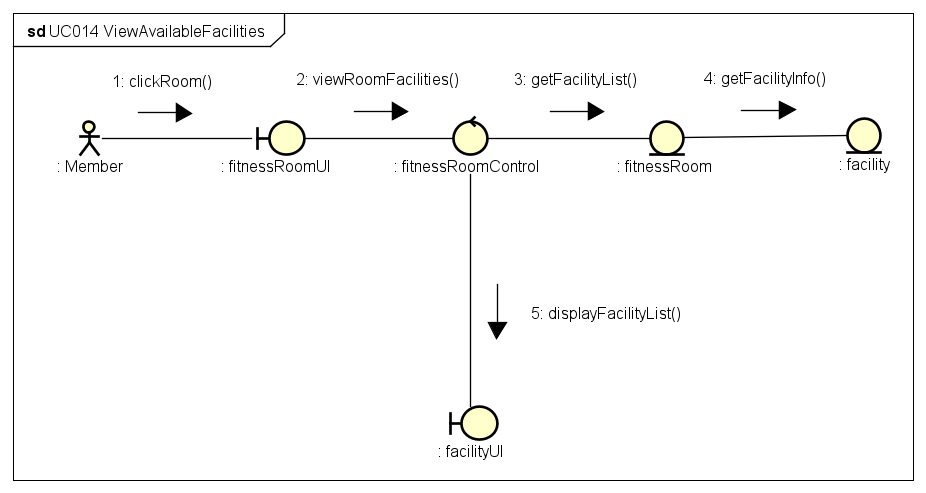 sd UC014 ViewAvailableFacilities
1: clickRoom()
2: viewRoomFacilities()
3: getFacilityList()
4: getFacilityInfo()
: Member
: fitnessRoomUI
: fitnessRoomControl
: fitnessRoom
: facility
5: displayFacilityList()
: facilityUI